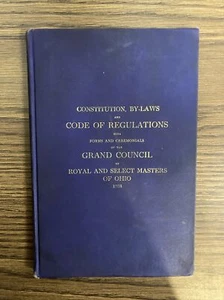 CONSTITUTION, BY-LAWS
AND
CODE OF REGULATIONS
WITH
FORMS AND CEREMONIALS
OF THE
GRAND COUNCIL
OF
ROYAL AND SELECT MASTERS
OF OHIO